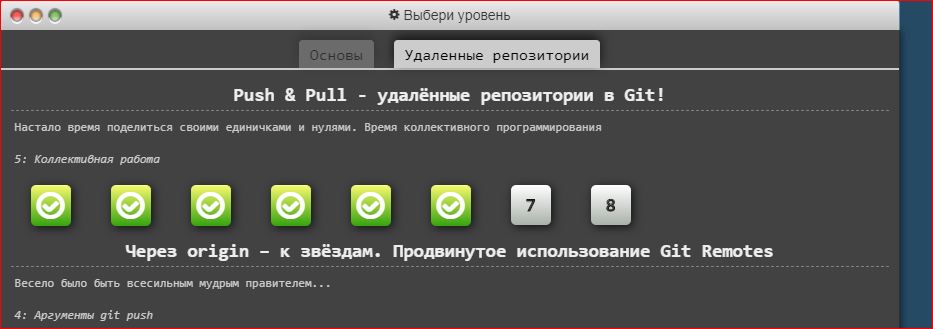 Выбери уровень
Основы Удаленные репозитории
Push & Pull - удалённые репозитории в Git!
Настало время поделиться своими единичками и нулями. Время коллективного программирования
5: Коллективная работа
7 8
Через origin – к звёздам. Продвинутое использование Git Remotes
Весело было быть всесильным мудрым правителем...
4: Аргументы git push